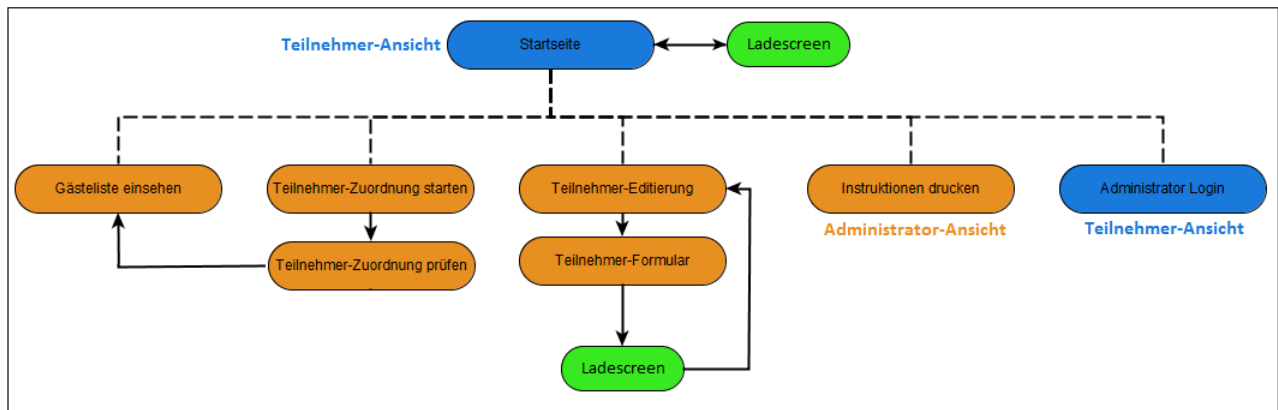 Teilnehmer-Ansicht
Startseite
Ladescreen
Gästeliste einsehen
Teilnehmer-Zuordnung starten
Teilnehmer-Editierung
Instruktionen drucken
Administrator Login
Administrator-Ansicht
Teilnehmer-Ansicht
Teilnehmer-Zuordnung prüfen
Teilnehmer-Formular
Ladescreen